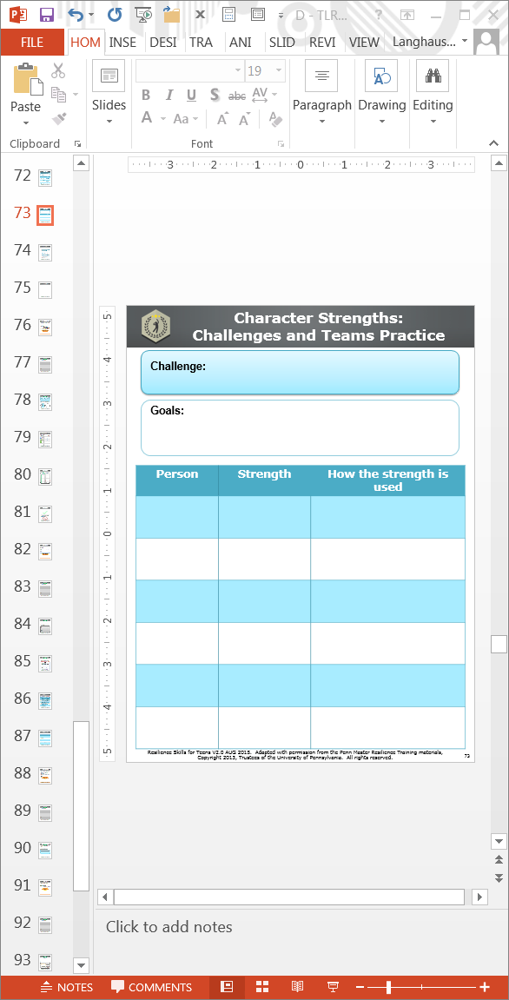 D - TLR...
?
FILE
HOM
INSE
DESI
TRA
ANI
SLID
REVI
VIEW
Langhaus...
Paste
Slides
19
B I U S abc AV
A Aa A A
Paragraph
Drawing
Editing
Clipboard
Font
3 2 1 0 1 2 3
72
73
74
75
76
77
78
79
80
81
82
83
84
85
86
87
88
89
90
91
92
93
5
4
3
2
1
0
1
2
3
4
5
Character Strengths:
Challenges and Teams Practice
Challenge:
Goals:
Person
Strength
How the strength is
used
Resilience Skills for Teens V2.0 AUG 2015. Adapted with permission from the Penn Master Resilience Training materials,
Copyright 2013, Trustees of the University of Pennsylvania. All rights reserved.
73
Click to add notes
NOTES
COMMENTS